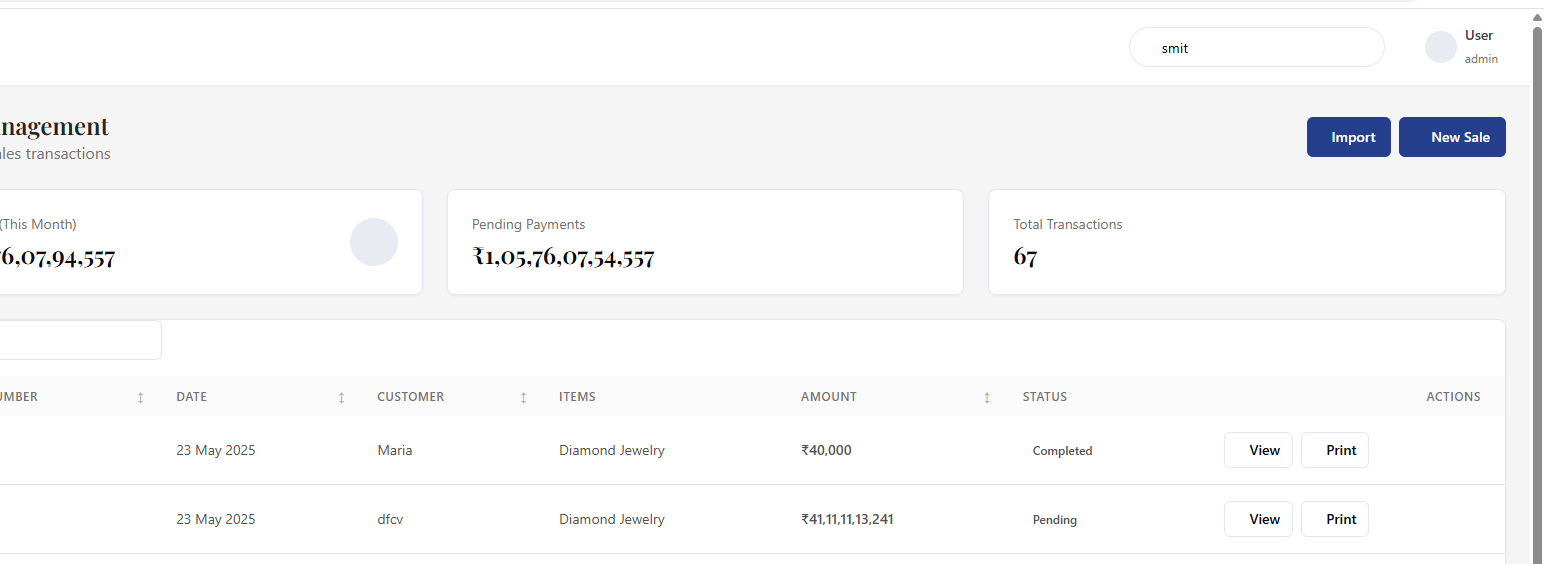 smit
User
admin
nagement
les transactions
Import
New Sale
(This Month)
6,07,94,557
Pending Payments
₹1,05,76,07,54,557
Total Transactions
67
UMBER ↕ DATE ↕ CUSTOMER ↕ ITEMS AMOUNT ↕ STATUS ACTIONS
23 May 2025 Maria Diamond Jewelry ₹40,000 Completed View Print
23 May 2025 dfcv Diamond Jewelry ₹41,11,11,13,241 Pending View Print